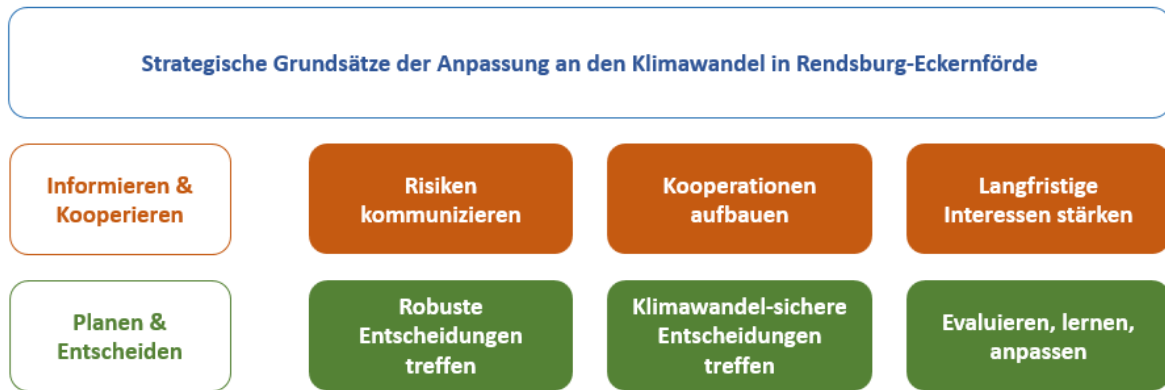 Strategische Grundsätze der Anpassung an den Klimawandel in Rendsburg-Eckernförde
Informieren &
Kooperieren
Risiken
kommunizieren
Kooperationen
aufbauen
Langfristige
Interessen stärken
Planen &
Entscheiden
Robuste
Entscheidungen
treffen
Klimawandel-sichere
Entscheidungen
treffen
Evaluieren, lernen,
anpassen